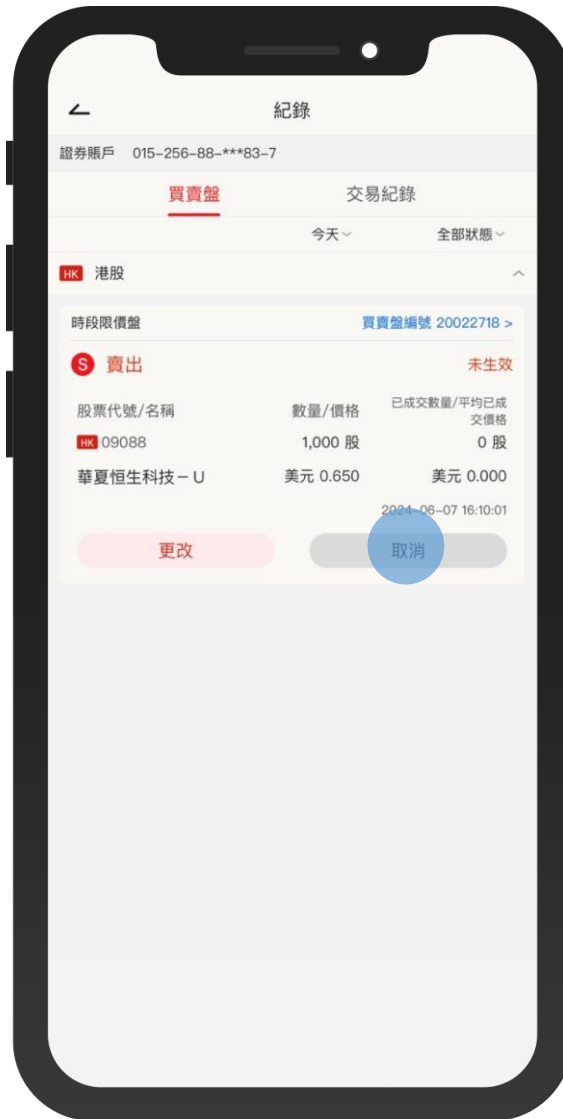 紀錄
證券賬戶 015-256-88-***83-7
買賣盤 交易紀錄
今天 全部狀態
HK 港股
時段限價盤 買賣盤編號 20022718 >
S 賣出 未生效
股票代號/名稱 數量/價格 已成交數量/平均已成
交價格
HK 09088 1,000 股 0 股
華夏恒生科技-U 美元 0.650 美元 0.000
2024-06-07 16:10:01
更改 取消